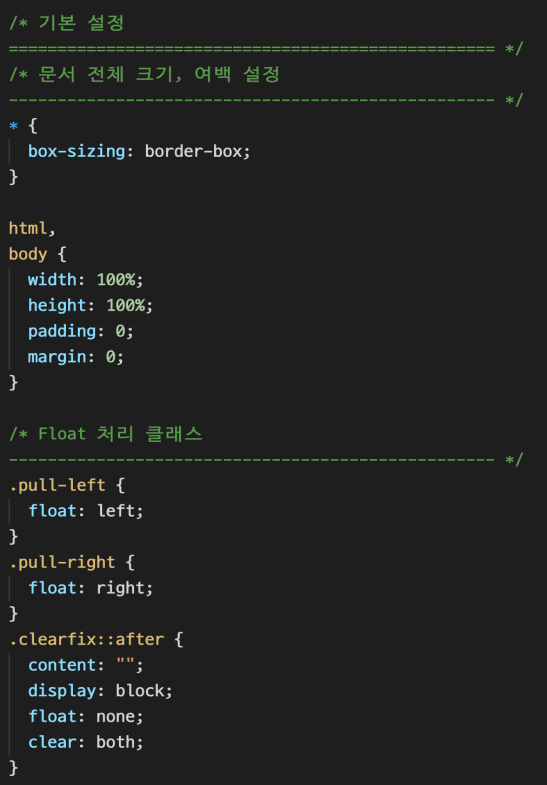 /* 기본 설정
================================================== */
/* 문서 전체 크기, 여백 설정
-------------------------------------------------- */
* {
  box-sizing: border-box;
}

html,
body {
  width: 100%;
  height: 100%;
  padding: 0;
  margin: 0;
}

/* Float 처리 클래스
-------------------------------------------------- */
.pull-left {
  float: left;
}
.pull-right {
  float: right;
}
.clearfix::after {
  content: "";
  display: block;
  float: none;
  clear: both;
}